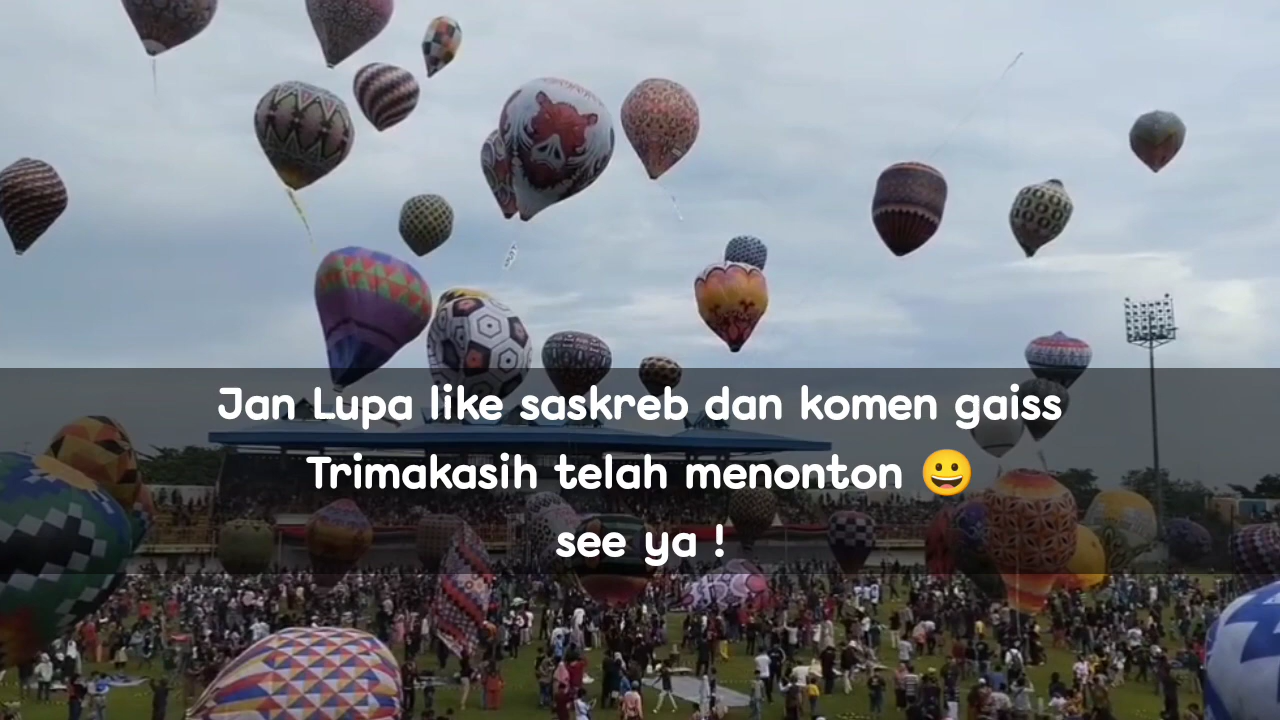 Jan Lupa like saskreb dan komen gaiss
Trimakasih telah menonton 😀
see ya !